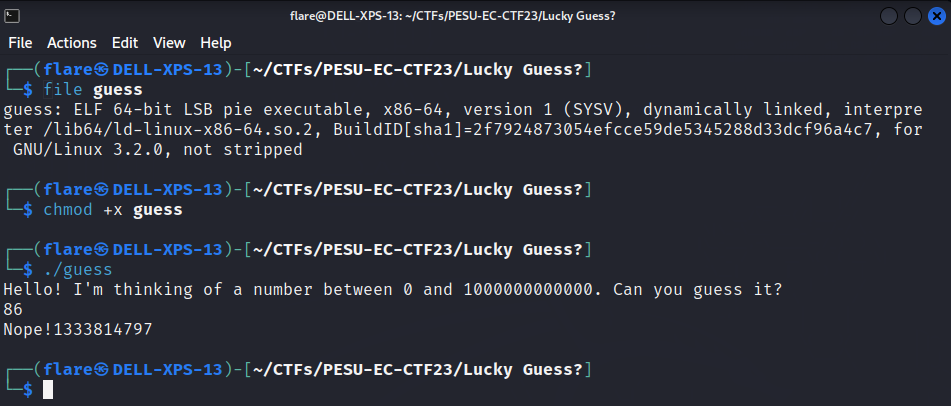 flare@DELL-XPS-13: ~/CTFs/PESU-EC-CTF23/Lucky Guess?
File Actions Edit View Help
┌──(flare㉿DELL-XPS-13)-[~/CTFs/PESU-EC-CTF23/Lucky Guess?]
└─$ file guess
guess: ELF 64-bit LSB pie executable, x86-64, version 1 (SYSV), dynamically linked, interpre
ter /lib64/ld-linux-x86-64.so.2, BuildID[sha1]=2f7924873054efcce59de5345288d33dcf96a4c7, for
 GNU/Linux 3.2.0, not stripped
┌──(flare㉿DELL-XPS-13)-[~/CTFs/PESU-EC-CTF23/Lucky Guess?]
└─$ chmod +x guess
┌──(flare㉿DELL-XPS-13)-[~/CTFs/PESU-EC-CTF23/Lucky Guess?]
└─$ ./guess
Hello! I'm thinking of a number between 0 and 1000000000000. Can you guess it?
86
Nope!1333814797
┌──(flare㉿DELL-XPS-13)-[~/CTFs/PESU-EC-CTF23/Lucky Guess?]
└─$